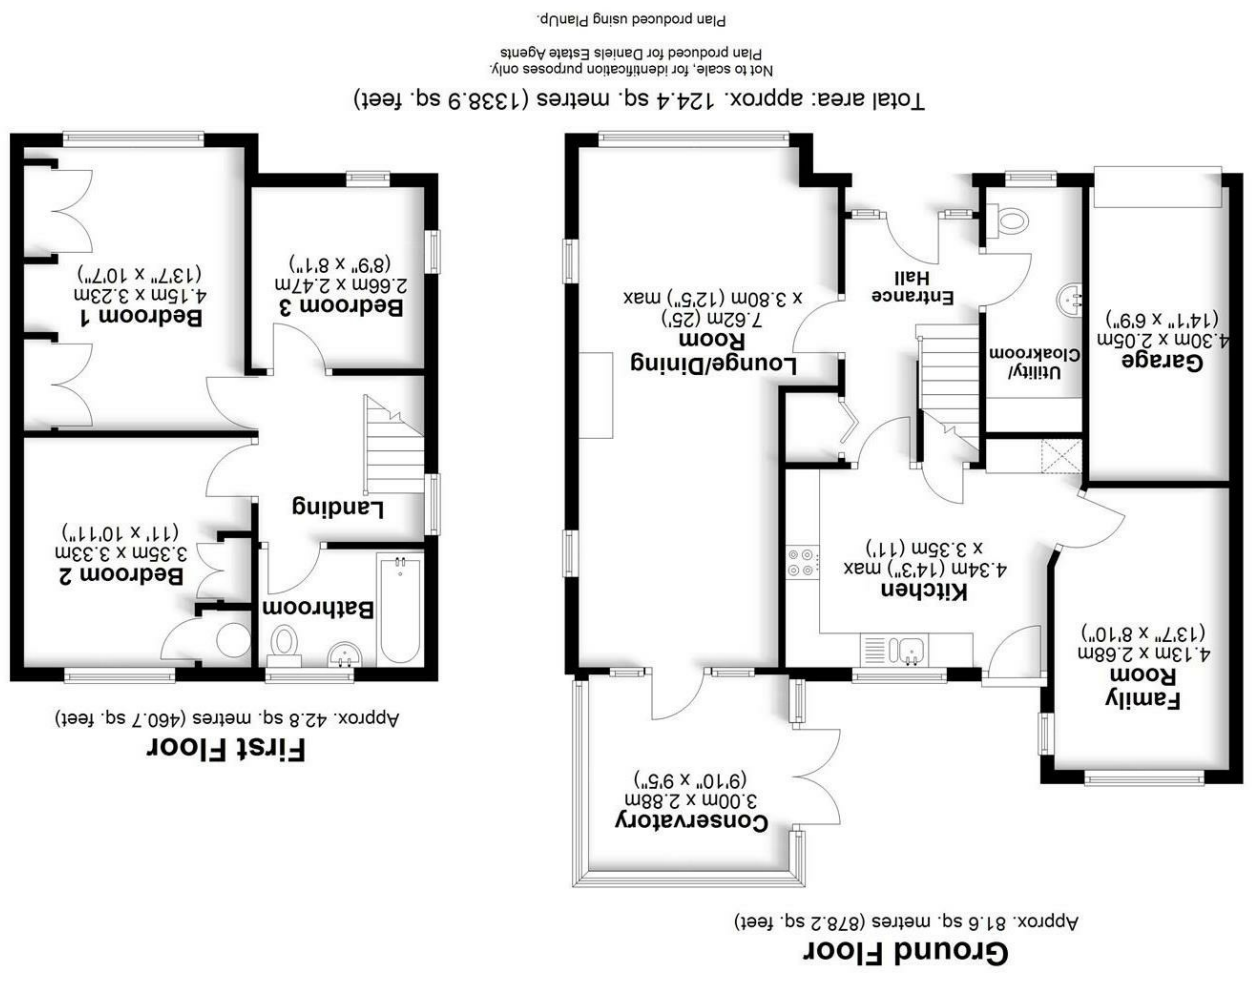 Ground Floor
Approx. 81.6 sq. metres (878.2 sq. feet)
Conservatory
3.00m x 2.88m
(9'10" x 9'5")
Family
Room
4.13m x 2.68m
(13'7" x 8'10")
Kitchen
4.34m (14'3") max
x 3.35m (11')
Lounge/Dining
Room
7.62m (25')
x 3.80m (12'5") max
Utility/
Cloakroom
Garage
4.30m x 2.05m
(14'1" x 6'9")
Entrance
Hall
First Floor
Approx. 42.8 sq. metres (460.7 sq. feet)
Bathroom
Bedroom 2
3.35m x 3.33m
(11' x 10'11")
Landing
Bedroom 3
2.66m x 2.47m
(8'9" x 8'1")
Bedroom 1
4.15m x 3.23m
(13'7" x 10'7")
Total area: approx. 124.4 sq. metres (1338.9 sq. feet)
Not to scale, for identification purposes only.
Plan produced for Daniels Estate Agents
Plan produced using PlanUp.